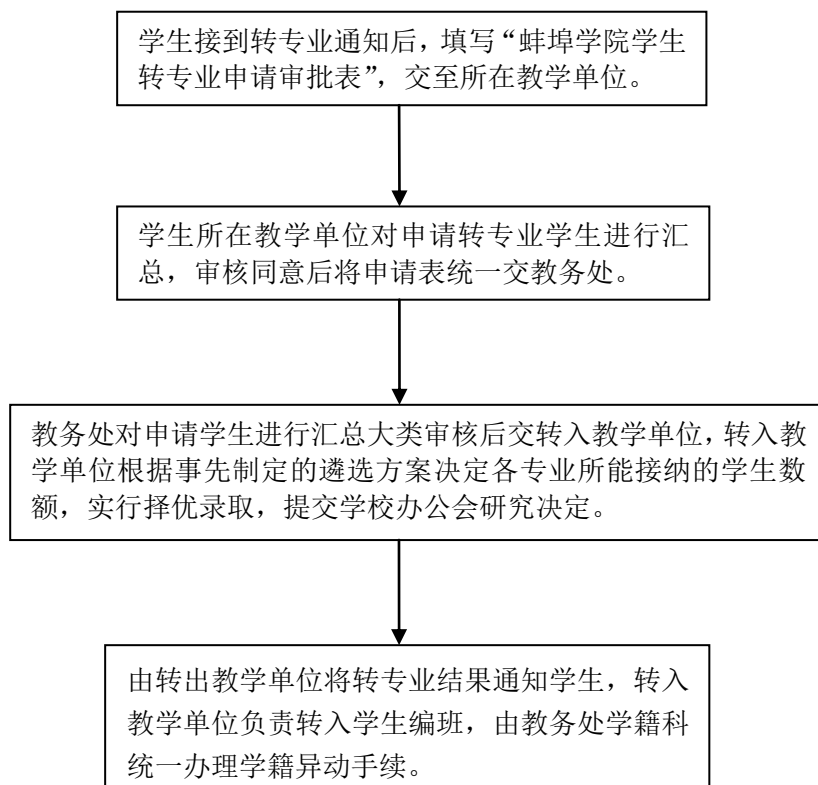 学生接到转专业通知后，填写“蚌埠学院学生
转专业申请审批表”，交至所在教学单位。
学生所在教学单位对申请转专业学生进行汇
总，审核同意后将申请表统一交教务处。
教务处对申请学生进行汇总大类审核后交转入教学单位，转入教
学单位根据事先制定的遴选方案决定各专业所能接纳的学生数
额，实行择优录取，提交学校办公会研究决定。
由转出教学单位将转专业结果通知学生，转入
教学单位负责转入学生编班，由教务处学籍科
统一办理学籍异动手续。